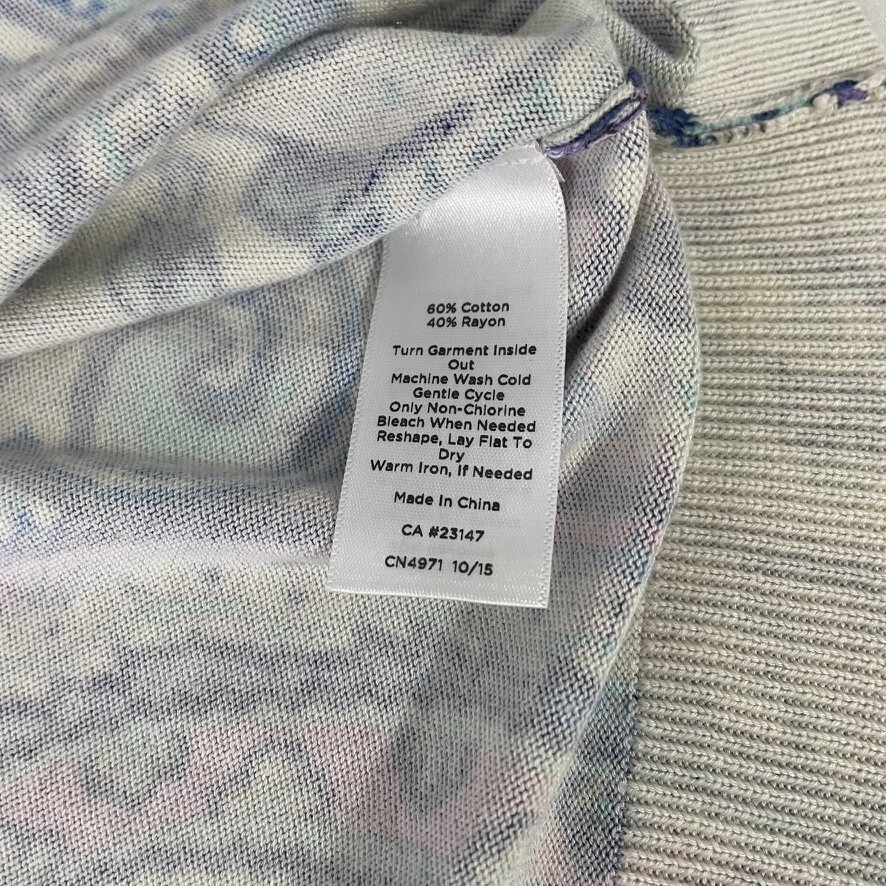 60% Cotton
40% Rayon
Turn Garment Inside
Out
Machine Wash Cold
Gentle Cycle
Only Non-Chlorine
Bleach When Needed
Reshape, Lay Flat To
Dry
Warm Iron, If Needed
Made In China
CA #23147
CN4971 10/15